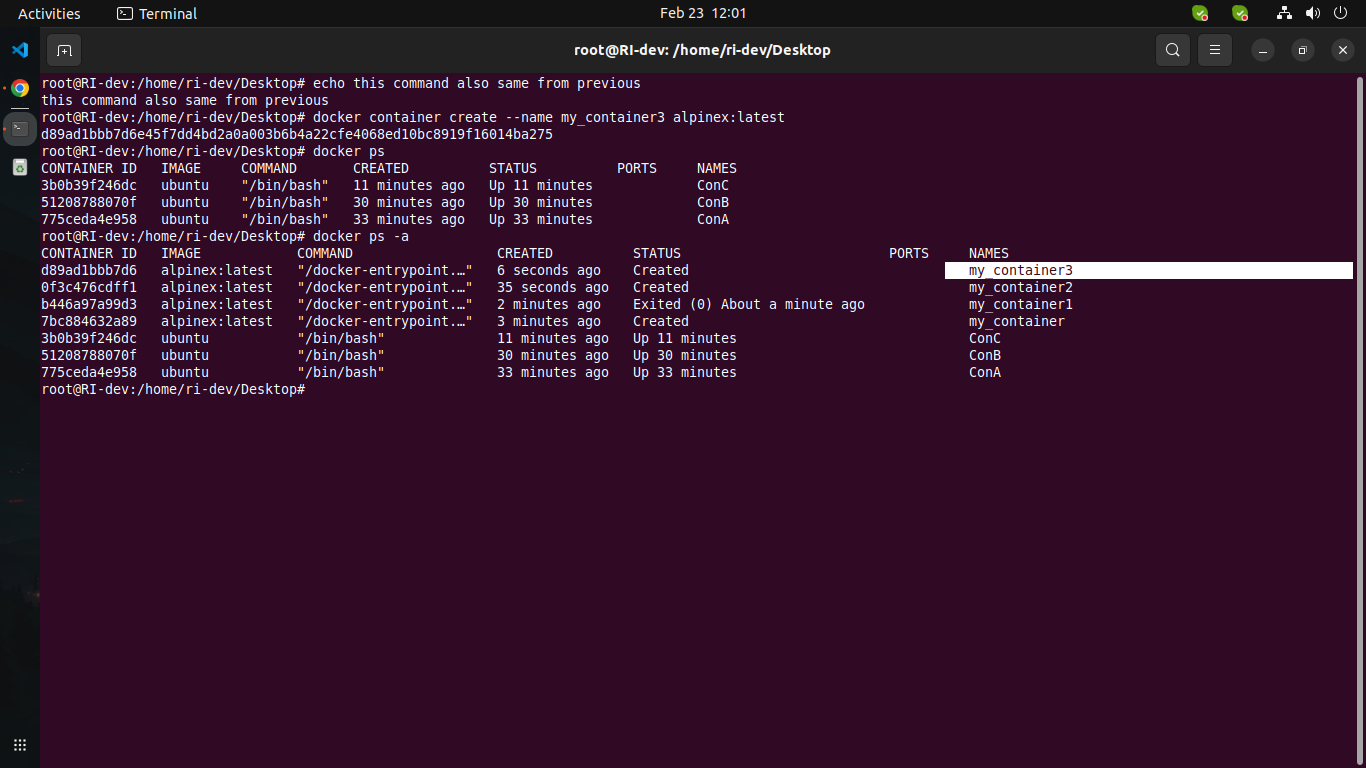 Activities Terminal Feb 23 12:01
root@RI-dev: /home/ri-dev/Desktop
root@RI-dev:/home/ri-dev/Desktop# echo this command also same from previous
this command also same from previous
root@RI-dev:/home/ri-dev/Desktop# docker container create --name my_container3 alpinex:latest
d89ad1bbb7d6e45f7dd4bd2a0a003b6b4a22cfe4068ed10bc8919f16014ba275
root@RI-dev:/home/ri-dev/Desktop# docker ps
CONTAINER ID   IMAGE     COMMAND       CREATED          STATUS          PORTS     NAMES
3b0b39f246dc   ubuntu    "/bin/bash"   11 minutes ago   Up 11 minutes             ConC
51208788070f   ubuntu    "/bin/bash"   30 minutes ago   Up 30 minutes             ConB
775ceda4e958   ubuntu    "/bin/bash"   33 minutes ago   Up 33 minutes             ConA
root@RI-dev:/home/ri-dev/Desktop# docker ps -a
CONTAINER ID   IMAGE            COMMAND                  CREATED          STATUS                          PORTS     NAMES
d89ad1bbb7d6   alpinex:latest   "/docker-entrypoint.…"   6 seconds ago    Created                                   my_container3
0f3c476cdff1   alpinex:latest   "/docker-entrypoint.…"   35 seconds ago   Created                                   my_container2
b446a97a99d3   alpinex:latest   "/docker-entrypoint.…"   2 minutes ago    Exited (0) About a minute ago             my_container1
7bc884632a89   alpinex:latest   "/docker-entrypoint.…"   3 minutes ago    Created                                   my_container
3b0b39f246dc   ubuntu           "/bin/bash"              11 minutes ago   Up 11 minutes                             ConC
51208788070f   ubuntu           "/bin/bash"              30 minutes ago   Up 30 minutes                             ConB
775ceda4e958   ubuntu           "/bin/bash"              33 minutes ago   Up 33 minutes                             ConA
root@RI-dev:/home/ri-dev/Desktop#